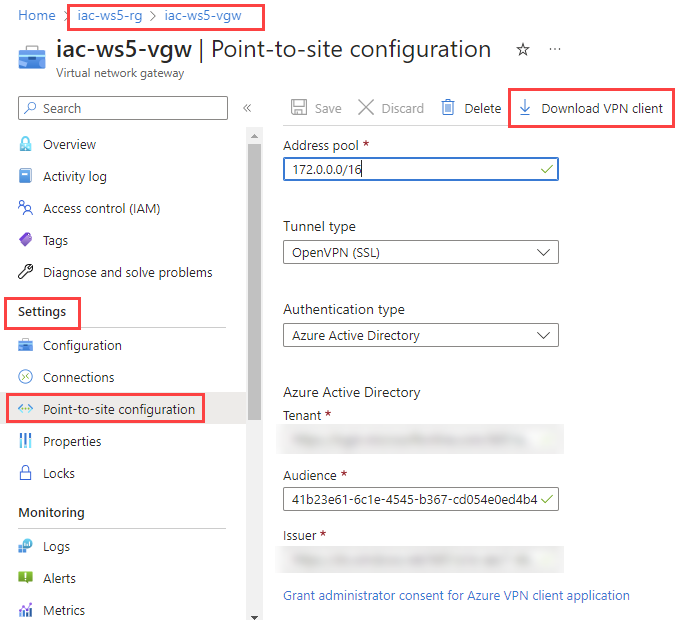 Home > iac-ws5-rg > iac-ws5-vgw >
iac-ws5-vgw | Point-to-site configuration
Virtual network gateway
Search
Save
Discard
Delete
Download VPN client
Overview
Activity log
Access control (IAM)
Tags
Diagnose and solve problems
Settings
Configuration
Connections
Point-to-site configuration
Properties
Locks
Monitoring
Logs
Alerts
Metrics
Address pool *
172.0.0.0/16
Tunnel type
OpenVPN (SSL)
Authentication type
Azure Active Directory
Azure Active Directory
Tenant *
Audience *
41b23e61-6c1e-4545-b367-cd054e0ed4b4
Issuer *
Grant administrator consent for Azure VPN client application